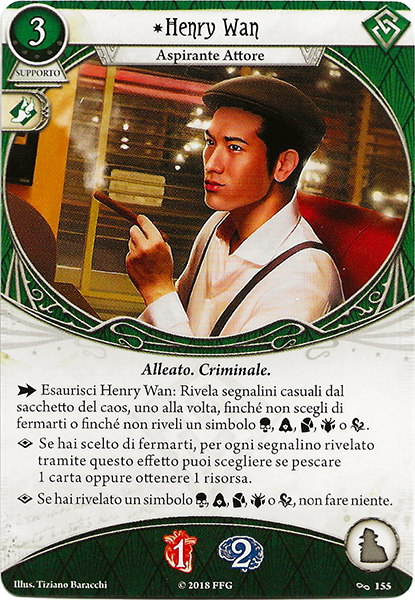 3
*Henry Wan
SUPPORTO
Aspirante Attore
Alleato. Criminale.
Esaurisci Henry Wan: Rivela segnalini casuali dal
sacchetto del caos, uno alla volta, finché non scegli di
fermarti o finché non riveli un simbolo , , , o .
Se hai scelto di fermarti, per ogni segnalino rivelato
tramite questo effetto puoi scegliere se pescare
1 carta oppure ottenere 1 risorsa.
Se hai rivelato un simbolo , , , o , non fare niente.
1 2
Illus. Tiziano Baracchi © 2018 FFG 155